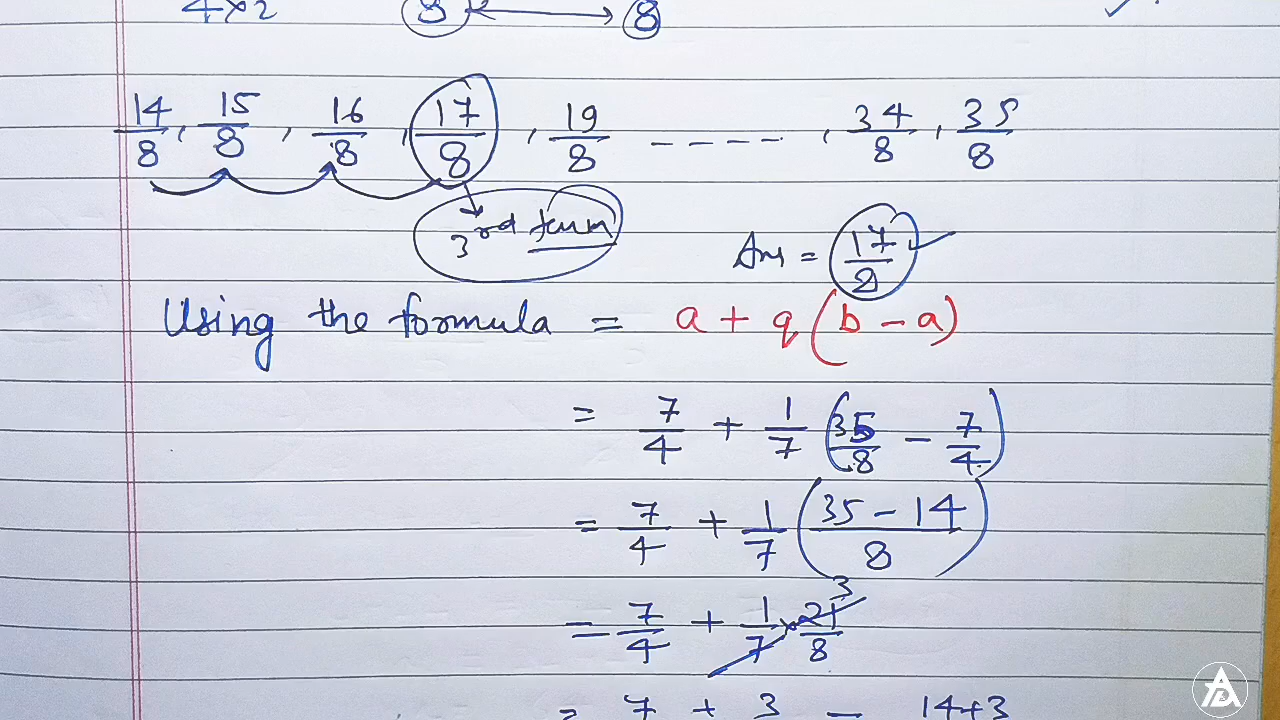 4×2 8 ⟵⟶ 8
14/8, 15/8, 16/8, 17/8, 19/8 ----, 34/8, 35/8
3rd term
Ans = 17/8
Using the formula = a + q(b - a)
= 7/4 + 1/7 (35/8 - 7/4)
= 7/4 + 1/7 ((35-14)/8)
= 7/4 + 1/7 × 21/8 3
= 7 + 3 = 14+3